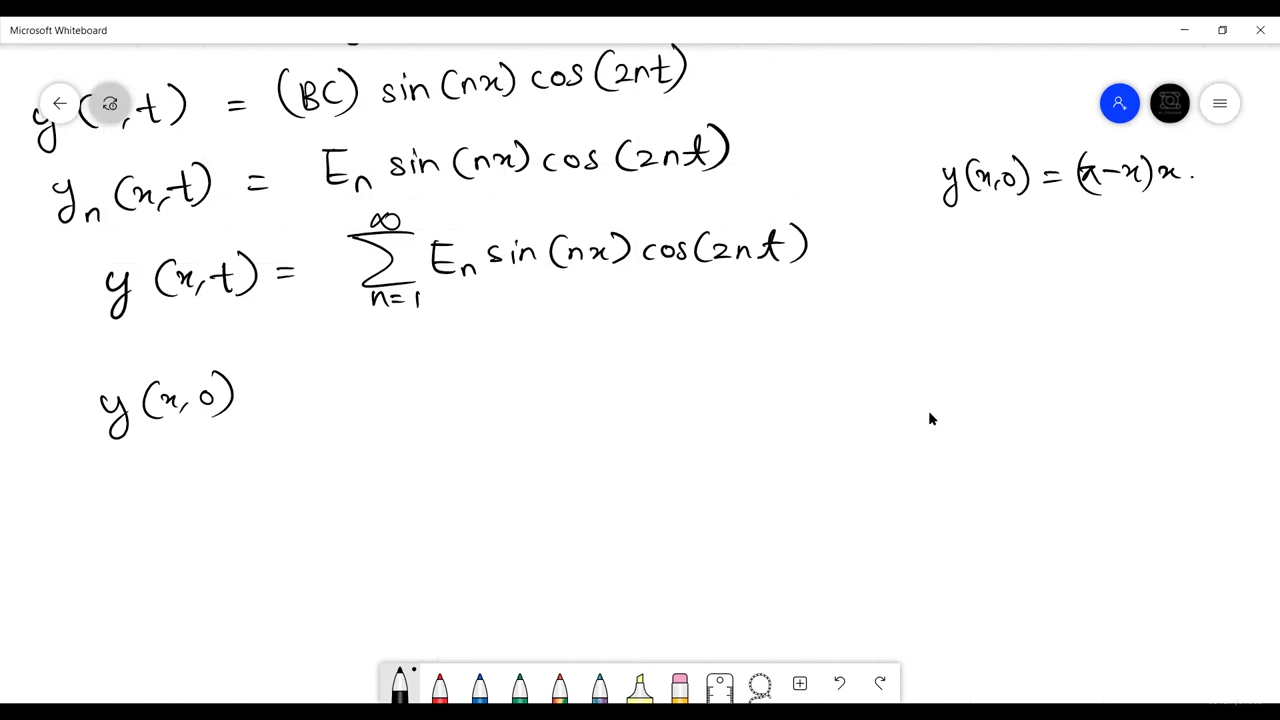 Microsoft Whiteboard
y(,t) = (BC) sin(nx) cos(2nt)
yₙ(x,t) = Eₙ sin(nx) cos(2nt)
y(x,0) = (π-x)x.
y(x,t) = ∑ₙ₌₁^∞ Eₙ sin(nx) cos(2nt)
y(x,0)